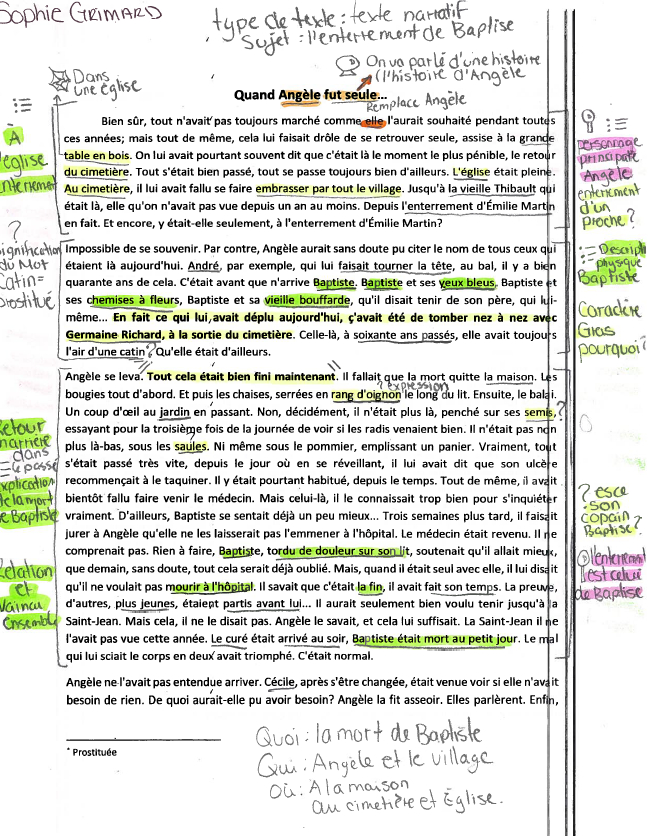 Sophie GRIMARD
type de texte : texte narratif
sujet : l'enterrement de Baptise
On va parlé d'une histoire
(l'histoire d'Angèle
Dans
une église
Quand Angèle fut seule...
Remplace Angèle
Bien sûr, tout n'avait pas toujours marché comme elle l'aurait souhaité pendant toutes
ces années; mais tout de même, cela lui faisait drôle de se retrouver seule, assise à la grande
table en bois. On lui avait pourtant souvent dit que c'était là le moment le plus pénible, le retour
du cimetière. Tout s'était bien passé, tout se passe toujours bien d'ailleurs. L'église était pleine.
Au cimetière, il lui avait fallu se faire embrasser par tout le village. Jusqu'à la vieille Thibault qui
était là, elle qu'on n'avait pas vue depuis un an au moins. Depuis l'enterrement d'Émilie Martin
en fait. Et encore, y était-elle seulement, à l'enterrement d'Émilie Martin?
À
l'église
enterrement
personnage
principale
Angèle
enterrement
d'un
proche?
Impossible de se souvenir. Par contre, Angèle aurait sans doute pu citer le nom de tous ceux qui
étaient là aujourd'hui. André, par exemple, qui lui faisait tourner la tête, au bal, il y a bien
quarante ans de cela. C'était avant que n'arrive Baptiste. Baptiste et ses yeux bleus. Baptiste et
ses chemises à fleurs, Baptiste et sa vieille bouffarde, qu'il disait tenir de son père, qui lui-
même... En fait ce qui lui avait déplu aujourd'hui, ç'avait été de tomber nez à nez avec
Germaine Richard, à la sortie du cimetière. Celle-là, à soixante ans passés, elle avait toujours
l'air d'une catin*? Qu'elle était d'ailleurs.
?
signification
du Mot
Catin=
prostitué
Descripti
physque
Baptiste
Caractère
Gras
pourquoi?
Angèle se leva. Tout cela était bien fini maintenant. Il fallait que la mort quitte la maison. Les
? expression
bougies tout d'abord. Et puis les chaises, serrées en rang d'oignon le long du lit. Ensuite, le balai.
Un coup d'œil au jardin en passant. Non, décidément, il n'était plus là, penché sur ses semis, ?
essayant pour la troisième fois de la journée de voir si les radis venaient bien. Il n'était pas non
plus là-bas, sous les saules. Ni même sous le pommier, emplissant un panier. Vraiment, tout
s'était passé très vite, depuis le jour où en se réveillant, il lui avait dit que son ulcère
recommençait à le taquiner. Il y était pourtant habitué, depuis le temps. Tout de même, il avait
bientôt fallu faire venir le médecin. Mais celui-là, il le connaissait trop bien pour s'inquiéter
vraiment. D'ailleurs, Baptiste se sentait déjà un peu mieux... Trois semaines plus tard, il faisait
jurer à Angèle qu'elle ne les laisserait pas l'emmener à l'hôpital. Le médecin était revenu. Il ne
comprenait pas. Rien à faire, Baptiste, tordu de douleur sur son lit, soutenait qu'il allait mieux,
que demain, sans doute, tout cela serait déjà oublié. Mais, quand il était seul avec elle, il lui disait
qu'il ne voulait pas mourir à l'hôpital. Il savait que c'était la fin, il avait fait son temps. La preuve,
d'autres, plus jeunes, étaient partis avant lui... Il aurait seulement bien voulu tenir jusqu'à la
Saint-Jean. Mais cela, il ne le disait pas. Angèle le savait, et cela lui suffisait. La Saint-Jean il ne
l'avait pas vue cette année. Le curé était arrivé au soir, Baptiste était mort au petit jour. Le mal
qui lui sciait le corps en deux avait triomphé. C'était normal.
Retour
narriere
dans
le passé
explication
de la mort
de Baptiste
relation
et
Vaincu
ensemble
? esce
son
copain
Baptise?
l'enterrement
est celui
de Baptise
Angèle ne l'avait pas entendue arriver. Cécile, après s'être changée, était venue voir si elle n'avait
besoin de rien. De quoi aurait-elle pu avoir besoin? Angèle la fit asseoir. Elles parlèrent. Enfin,
* Prostituée
Quoi : la mort de Baptiste
Qui : Angèle et le village
Où : A la maison
au cimetière et Église.